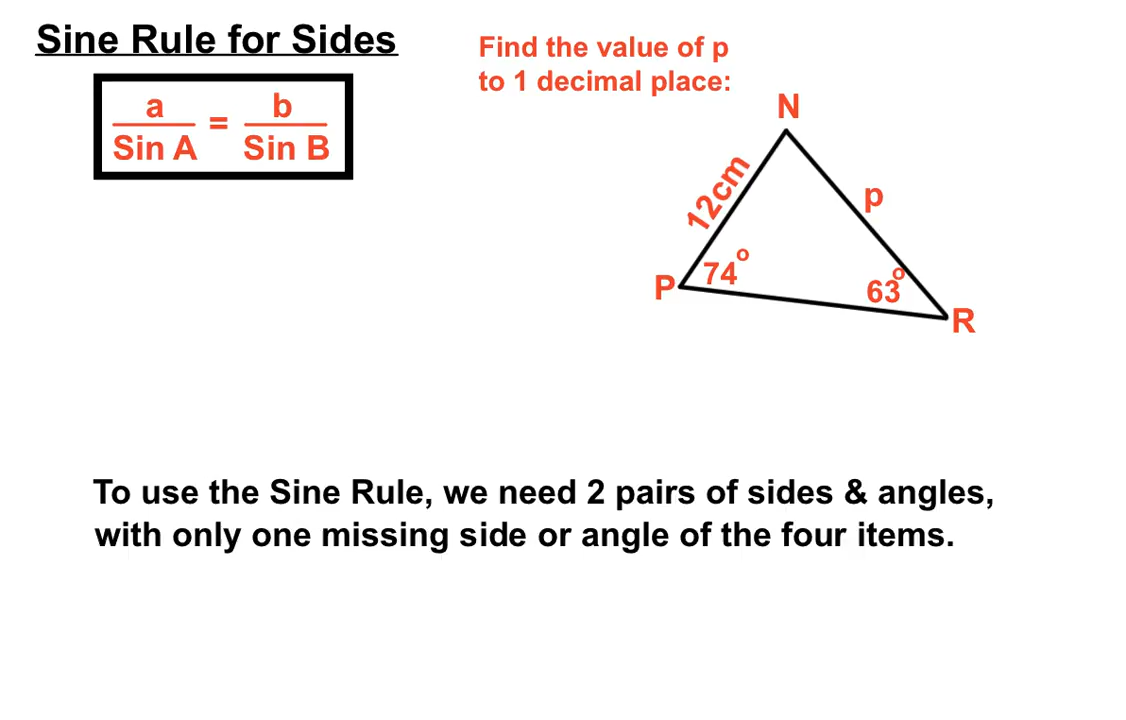 Sine Rule for Sides
a
Sin A
=
b
Sin B
Find the value of p
to 1 decimal place:
N
12cm
p
P
74°
63°
R
To use the Sine Rule, we need 2 pairs of sides & angles,
with only one missing side or angle of the four items.